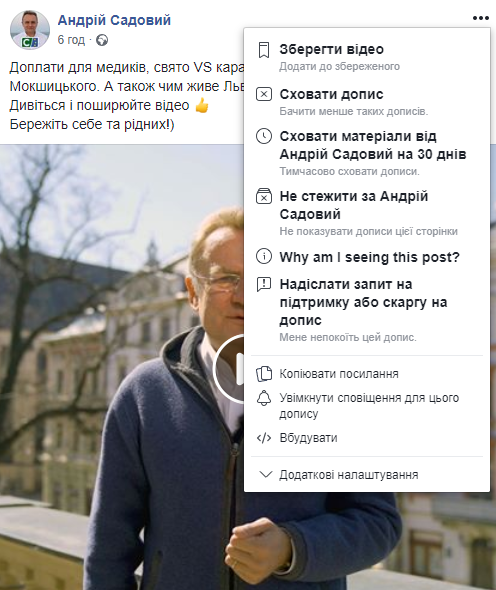 Андрій Садовий
6 год ·
Доплати для медиків, свято VS кара
Мокшицького. А також чим живе Льв
Дивіться і поширюйте відео 👍
Бережіть себе та рідних!)
Зберегти відео
Додати до збереженого
Сховати допис
Бачити менше таких дописів.
Сховати матеріали від
Андрій Садовий на 30 днів
Тимчасово сховати дописи.
Не стежити за Андрій
Садовий
Не показувати дописи цієї сторінки
Why am I seeing this post?
Надіслати запит на
підтримку або скаргу на
допис
Мене непокоїть цей допис.
Копіювати посилання
Увімкнути сповіщення для цього
допису
Вбудувати
Додаткові налаштування